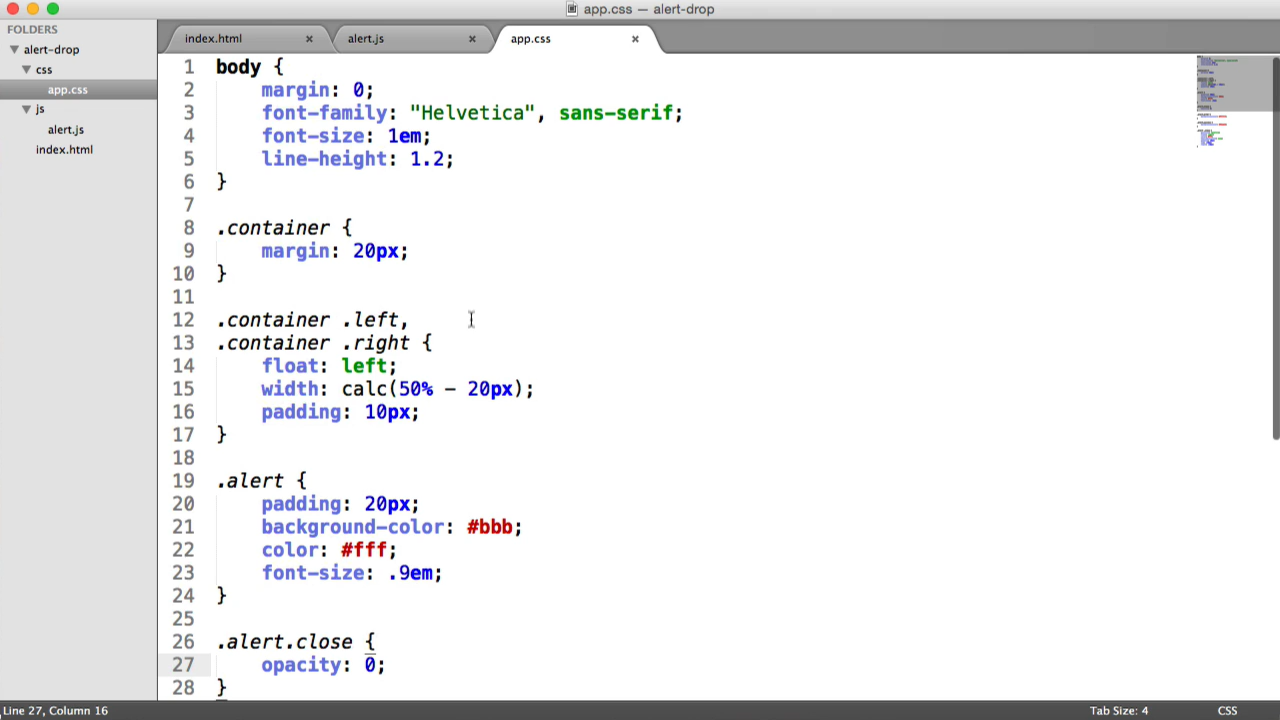 app.css — alert-drop
FOLDERS
alert-drop
css
app.css
js
alert.js
index.html
index.html ×
alert.js ×
app.css ×
1 body {
2 margin: 0;
3 font-family: "Helvetica", sans-serif;
4 font-size: 1em;
5 line-height: 1.2;
6 }
7
8 .container {
9 margin: 20px;
10 }
11
12 .container .left,
13 .container .right {
14 float: left;
15 width: calc(50% - 20px);
16 padding: 10px;
17 }
18
19 .alert {
20 padding: 20px;
21 background-color: #bbb;
22 color: #fff;
23 font-size: .9em;
24 }
25
26 .alert.close {
27 opacity: 0;
28 }
Line 27, Column 16
Tab Size: 4
CSS